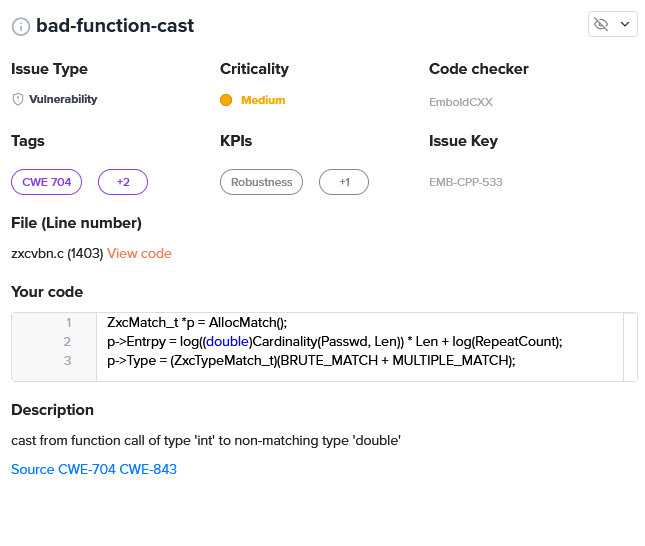 bad-function-cast
Issue Type Criticality Code checker
Vulnerability Medium EmboldCXX
Tags KPIs Issue Key
CWE 704 +2 Robustness +1 EMB-CPP-533
File (Line number)
zxcvbn.c (1403) View code
Your code
1 ZxcMatch_t *p = AllocMatch();
2 p->Entrpy = log((double)Cardinality(Passwd, Len)) * Len + log(RepeatCount);
3 p->Type = (ZxcTypeMatch_t)(BRUTE_MATCH + MULTIPLE_MATCH);
Description
cast from function call of type 'int' to non-matching type 'double'
Source CWE-704 CWE-843